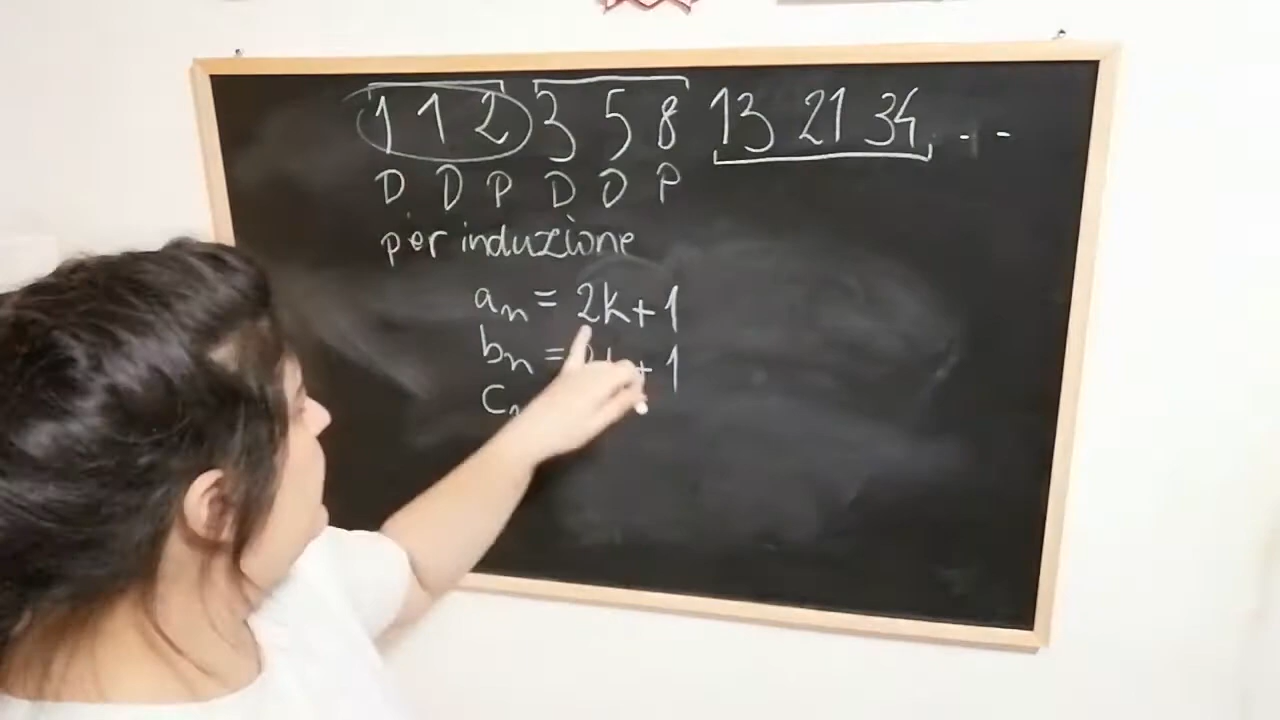 1 1 2 3 5 8 13 21 34 . . .
D D P D D P
per induzione
an = 2k+1
bn = 2k+1
cn